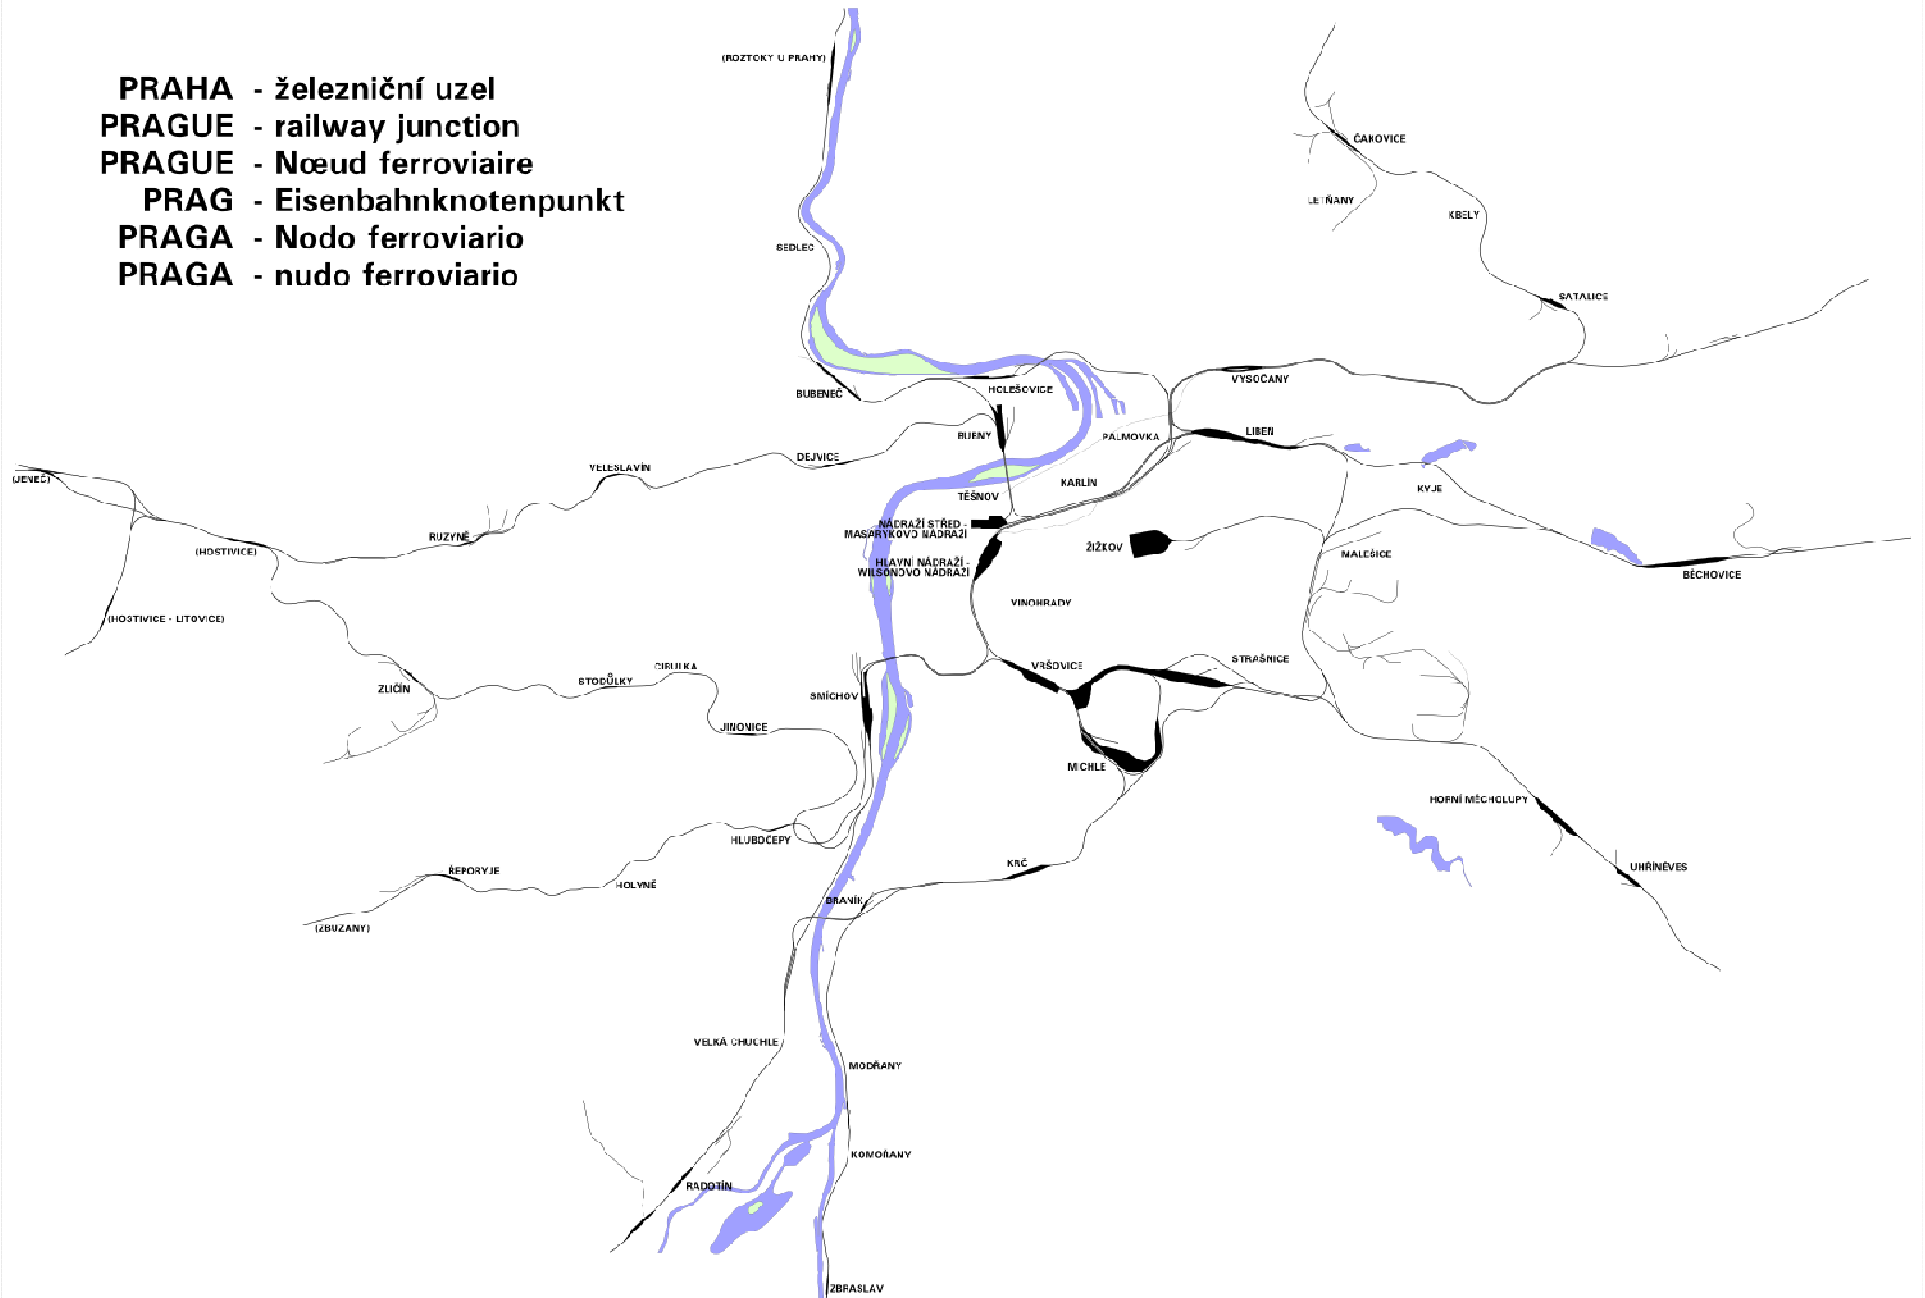 PRAHA - železniční uzel
PRAGUE - railway junction
PRAGUE - Nœud ferroviaire
PRAG - Eisenbahnknotenpunkt
PRAGA - Nodo ferroviario
PRAGA - nudo ferroviario
(ROZTOKY U PRAHY)
ČAKOVICE
LETŇANY
KBELY
SEDLEC
SATALICE
BUBENEČ
HOLEŠOVICE
VYSOČANY
BUBNY
PALMOVKA
LIBEŇ
DEJVICE
VELESLAVÍN
(JENEČ)
KARLÍN
KYJE
TĚŠNOV
NÁDRAŽÍ STŘED -
MASARYKOVO NÁDRAŽÍ
RUZYNĚ
(HOSTIVICE)
ŽIŽKOV
MALEŠICE
HLAVNÍ NÁDRAŽÍ -
WILSONOVO NÁDRAŽÍ
BĚCHOVICE
VINOHRADY
(HOSTIVICE - LITOVICE)
STRAŠNICE
VRŠOVICE
CIBULKA
STODŮLKY
ZLIČÍN
SMÍCHOV
JINONICE
MICHLE
HORNÍ MĚCHOLUPY
HLUBOČEPY
KRČ
UHŘÍNĚVES
ŘEPORYJE
HOLYNĚ
BRANÍK
(ZBUZANY)
VELKÁ CHUCHLE
MODŘANY
KOMOŘANY
RADOTÍN
ZBRASLAV